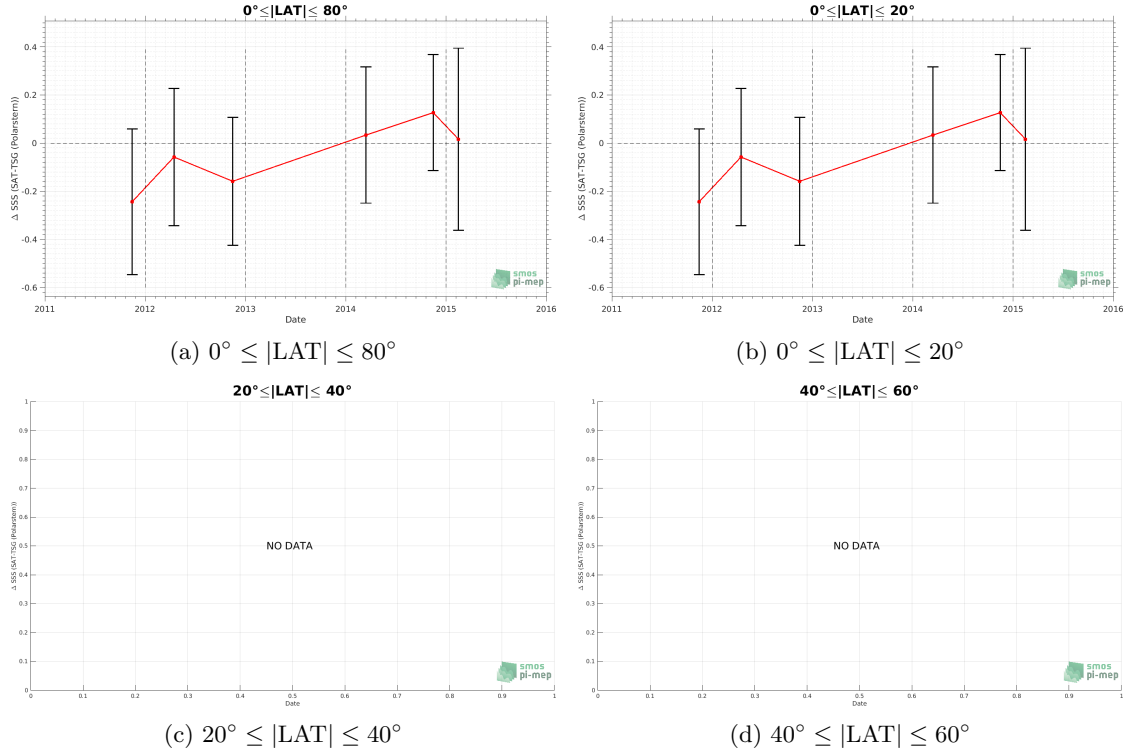 0°≤|LAT|≤ 80°
Δ SSS (SAT-TSG (Polarstern))
0.4
0.2
0
-0.2
-0.4
-0.6
2011 2012 2013 2014 2015 2016
Date
smos
pi-mep
(a) 0° ≤ |LAT| ≤ 80°
0°≤|LAT|≤ 20°
Δ SSS (SAT-TSG (Polarstern))
0.4
0.2
0
-0.2
-0.4
-0.6
2011 2012 2013 2014 2015 2016
Date
smos
pi-mep
(b) 0° ≤ |LAT| ≤ 20°
20°≤|LAT|≤ 40°
Δ SSS (SAT-TSG (Polarstern))
1
0.9
0.8
0.7
0.6
0.5
0.4
0.3
0.2
0.1
0
NO DATA
0 0.1 0.2 0.3 0.4 0.5 0.6 0.7 0.8 0.9 1
Date
smos
pi-mep
(c) 20° ≤ |LAT| ≤ 40°
40°≤|LAT|≤ 60°
Δ SSS (SAT-TSG (Polarstern))
1
0.9
0.8
0.7
0.6
0.5
0.4
0.3
0.2
0.1
0
NO DATA
0 0.1 0.2 0.3 0.4 0.5 0.6 0.7 0.8 0.9 1
Date
smos
pi-mep
(d) 40° ≤ |LAT| ≤ 60°